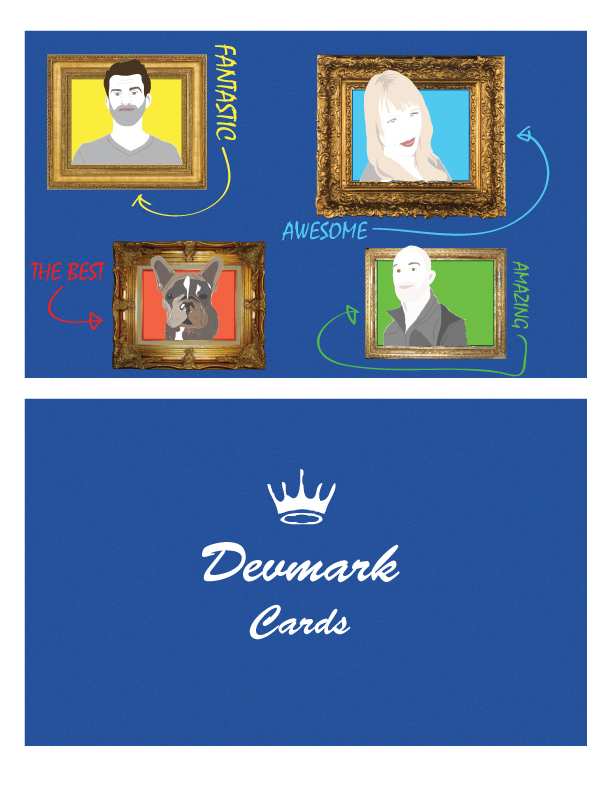 FANTASTIC
AWESOME
THE BEST
AMAZING
Devmark
Cards